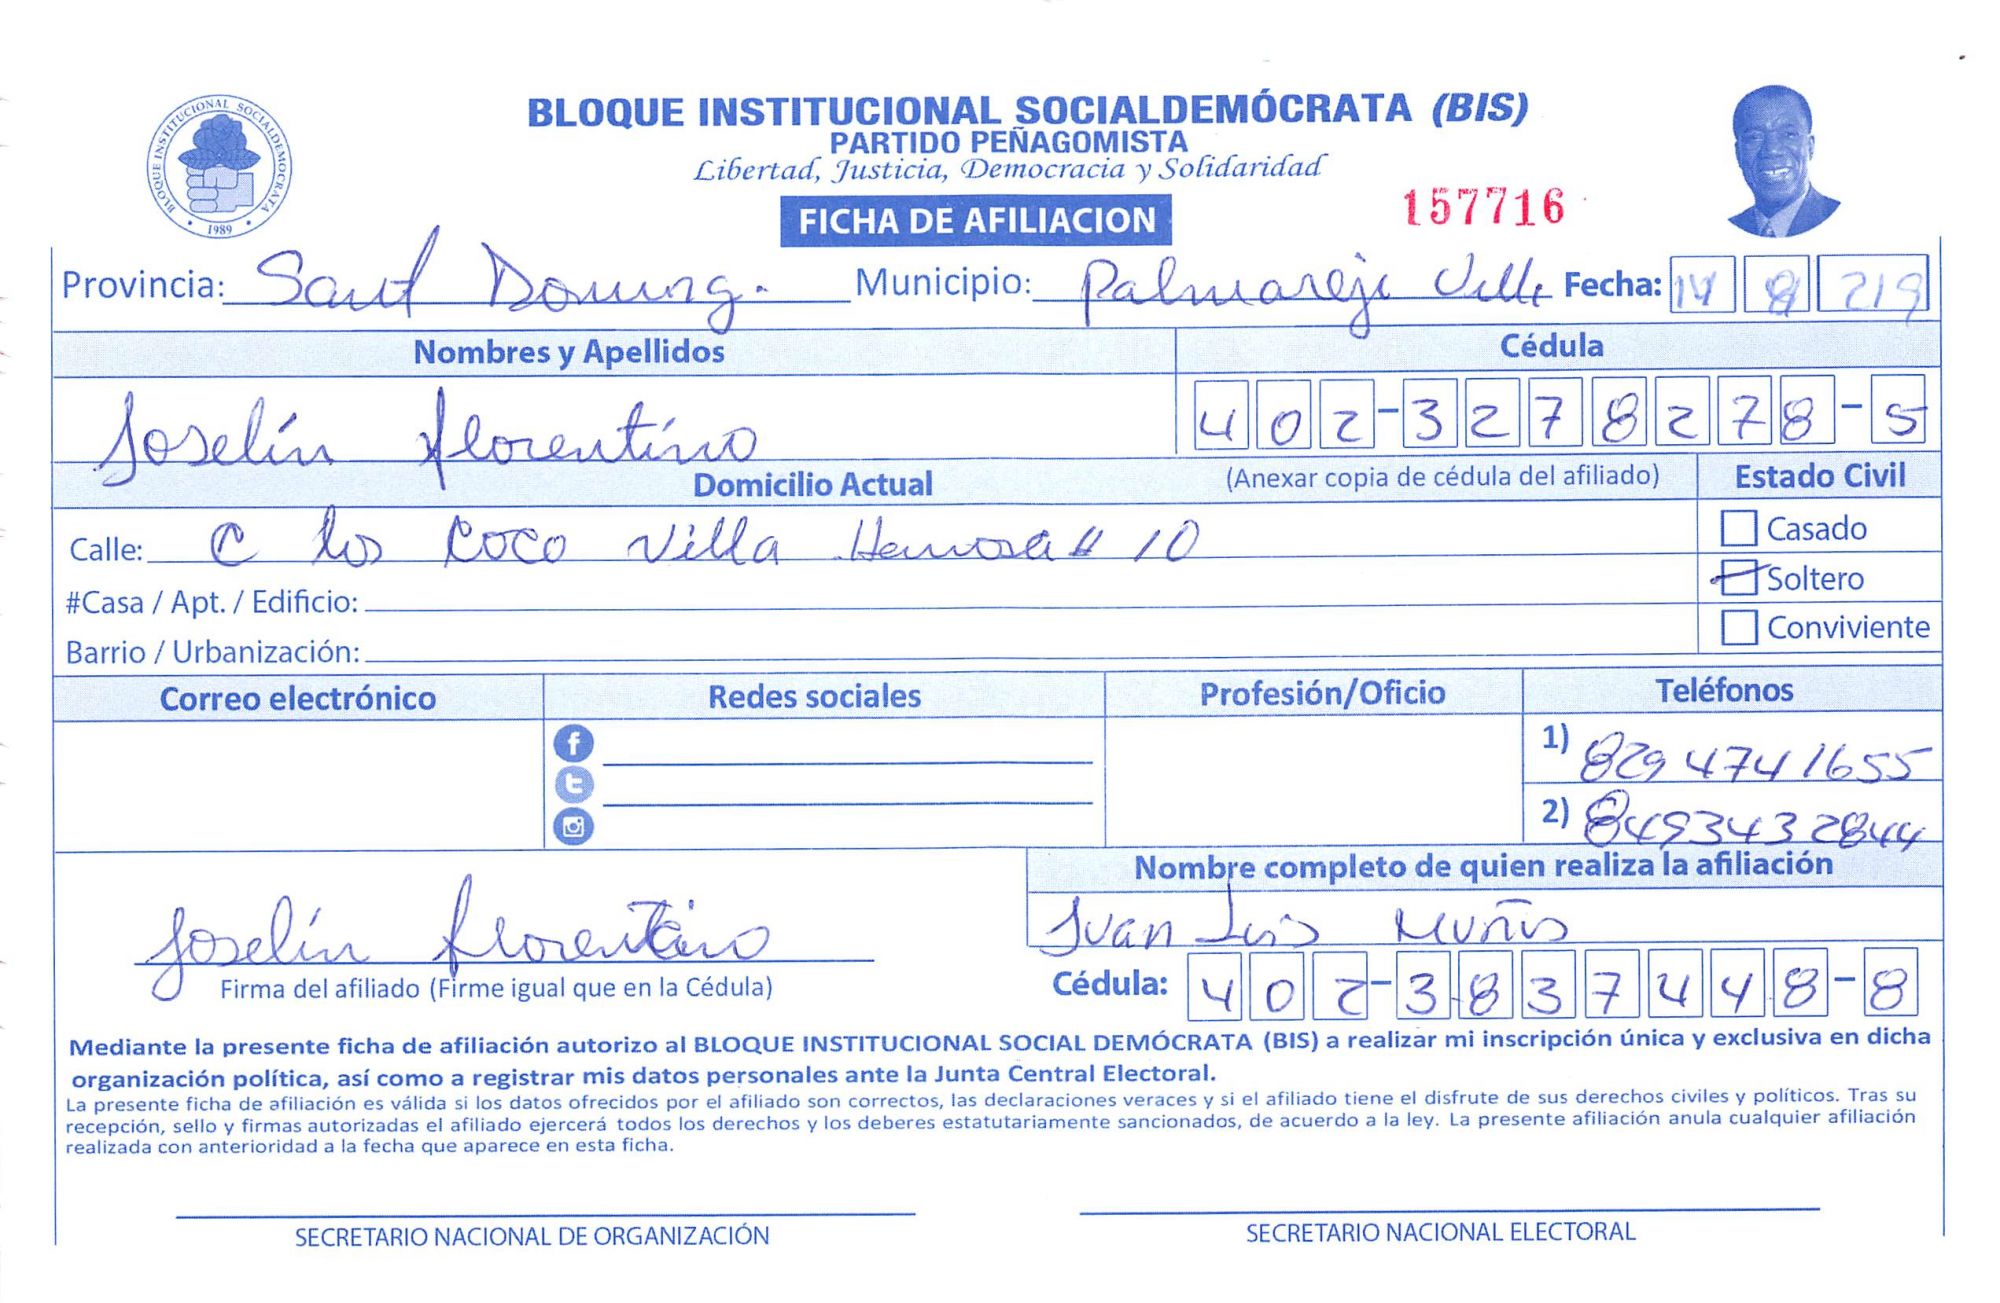 BLOQUE INSTITUCIONAL SOCIALDEMOCRATA
1989
BLOQUE INSTITUCIONAL SOCIALDEMÓCRATA (BIS)
PARTIDO PEÑAGOMISTA
Libertad, Justicia, Democracia y Solidaridad
FICHA DE AFILIACION
157716
Provincia: Sant Doming. Municipio: Palmarejo Ville Fecha: 14 8 219
Nombres y Apellidos Cédula
Joselín Florentino 402-3278278-5
Domicilio Actual (Anexar copia de cédula del afiliado) Estado Civil
Calle: C los COCO Villa Hermosa # 10 Casado
#Casa / Apt. / Edificio: Soltero
Barrio / Urbanización: Conviviente
Correo electrónico Redes sociales Profesión/Oficio Teléfonos
1) 829 4741655
2) 8493432844
Nombre completo de quien realiza la afiliación
Juan Luis Muñis
Joselín Florentino
Firma del afiliado (Firme igual que en la Cédula) Cédula: 402-3837448-8
Mediante la presente ficha de afiliación autorizo al BLOQUE INSTITUCIONAL SOCIAL DEMÓCRATA (BIS) a realizar mi inscripción única y exclusiva en dicha
organización política, así como a registrar mis datos personales ante la Junta Central Electoral.
La presente ficha de afiliación es válida si los datos ofrecidos por el afiliado son correctos, las declaraciones veraces y si el afiliado tiene el disfrute de sus derechos civiles y políticos. Tras su
recepción, sello y firmas autorizadas el afiliado ejercerá todos los derechos y los deberes estatutariamente sancionados, de acuerdo a la ley. La presente afiliación anula cualquier afiliación
realizada con anterioridad a la fecha que aparece en esta ficha.
SECRETARIO NACIONAL DE ORGANIZACIÓN SECRETARIO NACIONAL ELECTORAL